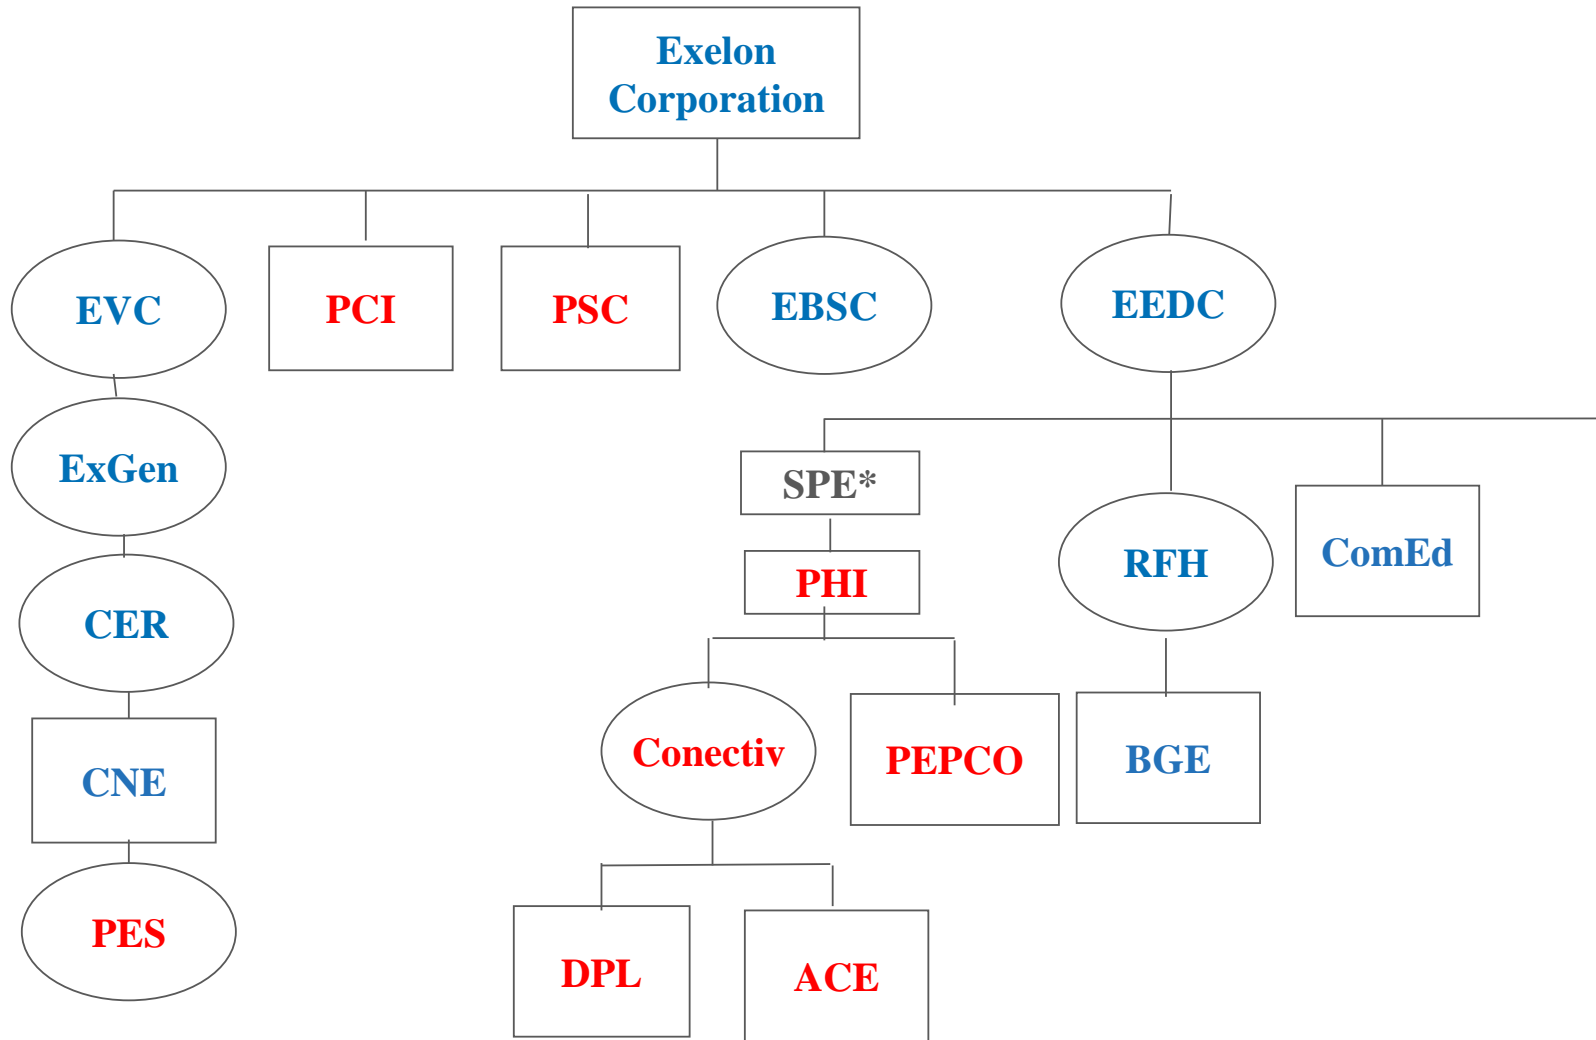 Exelon
Corporation
EVC
PCI
PSC
EBSC
EEDC
ExGen
SPE*
PHI
RFH
ComEd
CER
Conectiv
PEPCO
BGE
CNE
PES
DPL
ACE